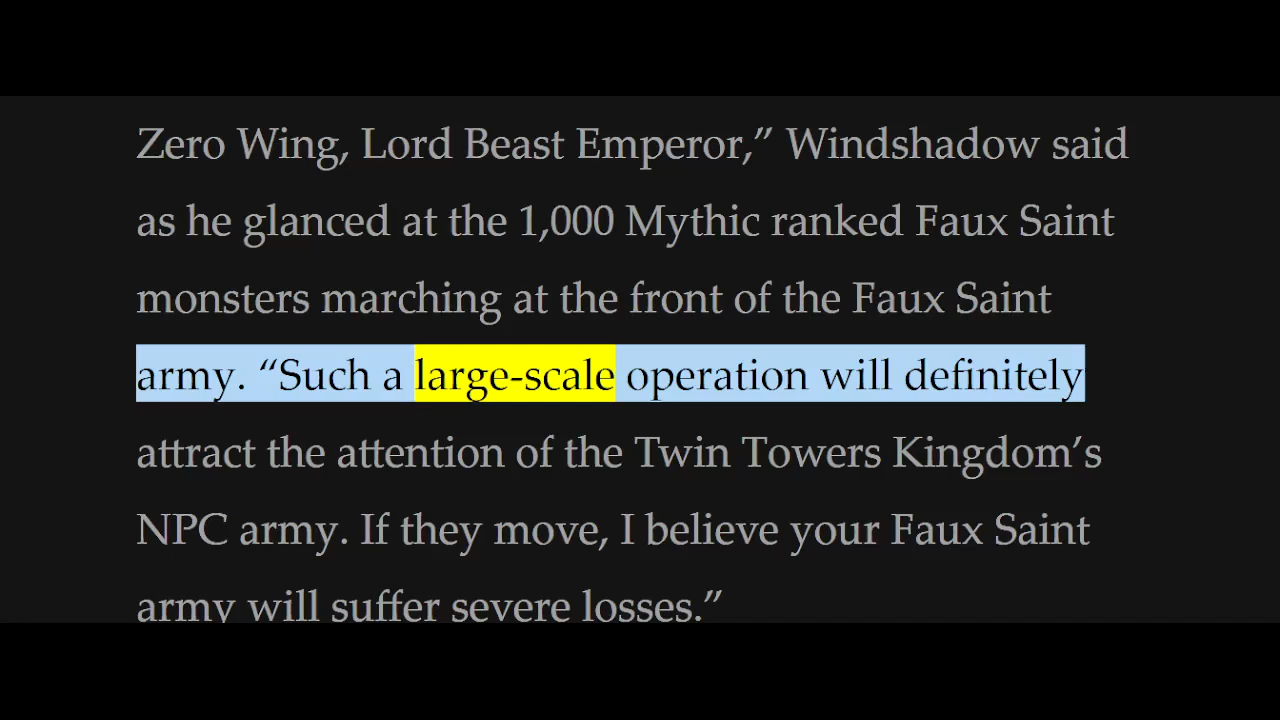 Zero Wing, Lord Beast Emperor,” Windshadow said
as he glanced at the 1,000 Mythic ranked Faux Saint
monsters marching at the front of the Faux Saint
army. “Such a large-scale operation will definitely
attract the attention of the Twin Towers Kingdom’s
NPC army. If they move, I believe your Faux Saint
army will suffer severe losses.”